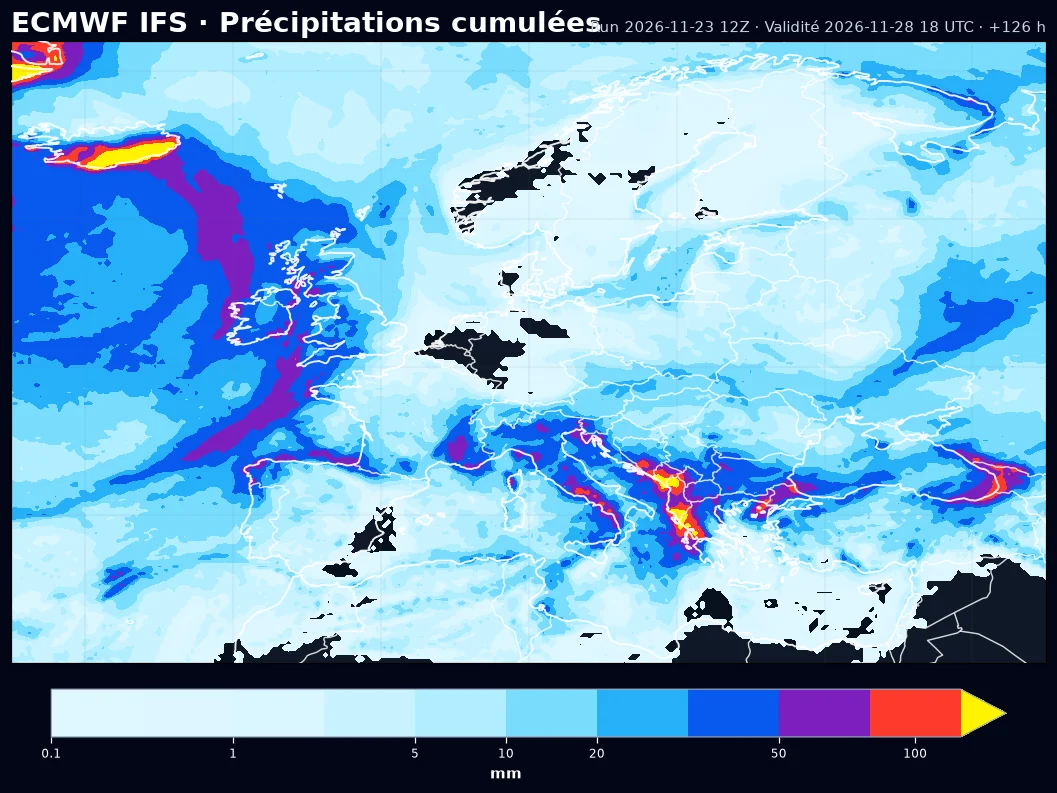 ECMWF IFS · Précipitations cumulées
Run 2026-11-23 12Z · Validité 2026-11-28 18 UTC · +126 h
0.1 1 5 10 20 50 100
mm